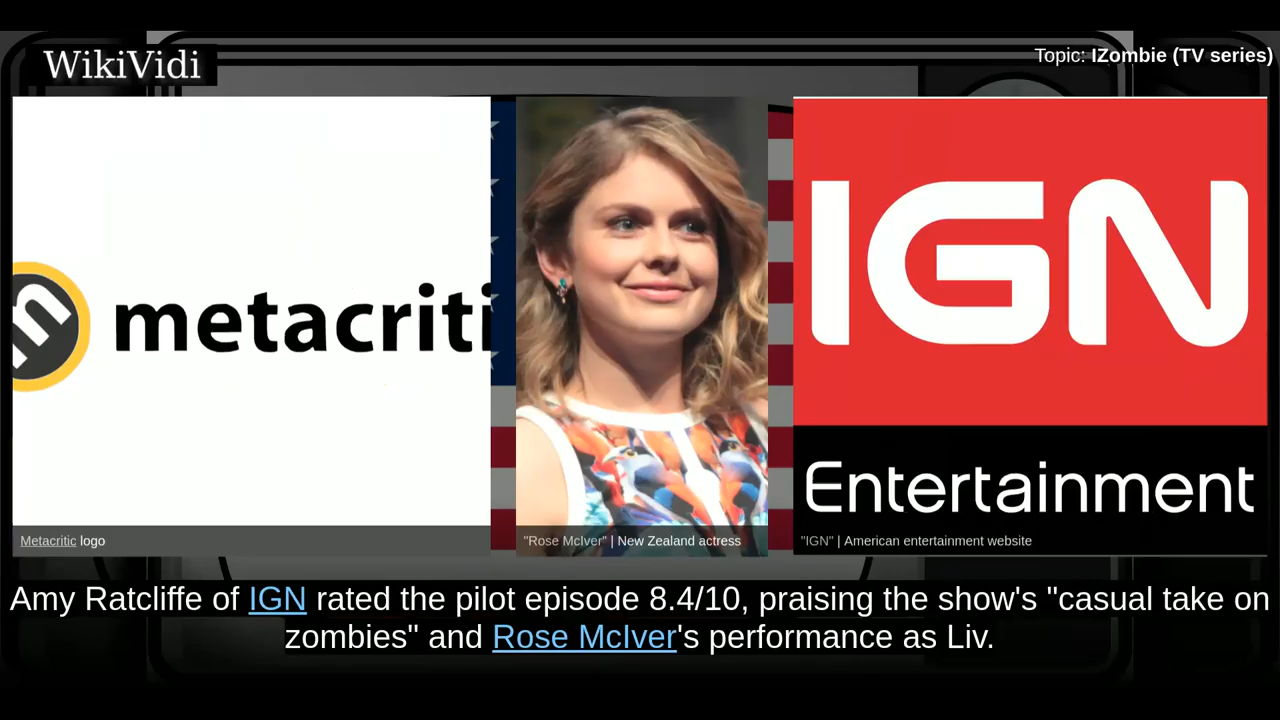 WikiVidi
Topic: IZombie (TV series)
metacriti
IGN
Entertainment
Metacritic logo
"Rose McIver" | New Zealand actress
"IGN" | American entertainment website
Amy Ratcliffe of IGN rated the pilot episode 8.4/10, praising the show's "casual take on
zombies" and Rose McIver's performance as Liv.